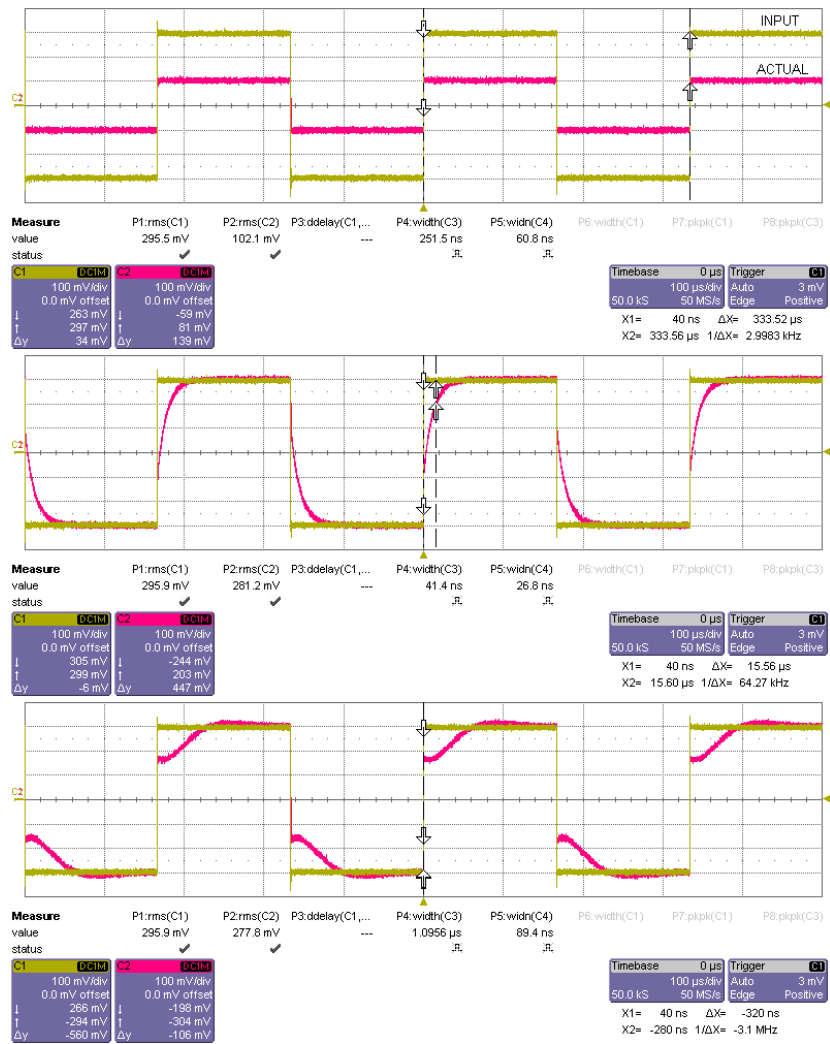 INPUT
ACTUAL
C2
Measure P1:rms(C1) P2:rms(C2) P3:ddelay(C1,... P4:width(C3) P5:widn(C4) P6:width(C1) P7:pkpk(C1) P8:pkpk(C3)
value 295.5 mV 102.1 mV --- 251.5 ns 60.8 ns
status
C1 DC1M C2 DC1M Timebase 0 µs Trigger C1
100 mV/div 100 mV/div 100 µs/div Auto 3 mV
0.0 mV offset 0.0 mV offset 50.0 kS 50 MS/s Edge Positive
↓ 263 mV -59 mV X1= 40 ns ΔX= 333.52 µs
↑ 297 mV 81 mV X2= 333.56 µs 1/ΔX= 2.9983 kHz
Δy 34 mV 139 mV
C2
Measure P1:rms(C1) P2:rms(C2) P3:ddelay(C1,... P4:width(C3) P5:widn(C4) P6:width(C1) P7:pkpk(C1) P8:pkpk(C3)
value 295.9 mV 281.2 mV --- 41.4 ns 26.8 ns
status
C1 DC1M C2 DC1M Timebase 0 µs Trigger C1
100 mV/div 100 mV/div 100 µs/div Auto 3 mV
0.0 mV offset 0.0 mV offset 50.0 kS 50 MS/s Edge Positive
↓ 305 mV -244 mV X1= 40 ns ΔX= 15.56 µs
↑ 299 mV 203 mV X2= 15.60 µs 1/ΔX= 64.27 kHz
Δy -6 mV 447 mV
C2
Measure P1:rms(C1) P2:rms(C2) P3:ddelay(C1,... P4:width(C3) P5:widn(C4) P6:width(C1) P7:pkpk(C1) P8:pkpk(C3)
value 295.9 mV 277.8 mV --- 1.0956 µs 89.4 ns
status
C1 DC1M C2 DC1M Timebase 0 µs Trigger C1
100 mV/div 100 mV/div 100 µs/div Auto 3 mV
0.0 mV offset 0.0 mV offset 50.0 kS 50 MS/s Edge Positive
↓ 266 mV -198 mV X1= 40 ns ΔX= -320 ns
↑ -294 mV -304 mV X2= -280 ns 1/ΔX= -3.1 MHz
Δy -560 mV -106 mV